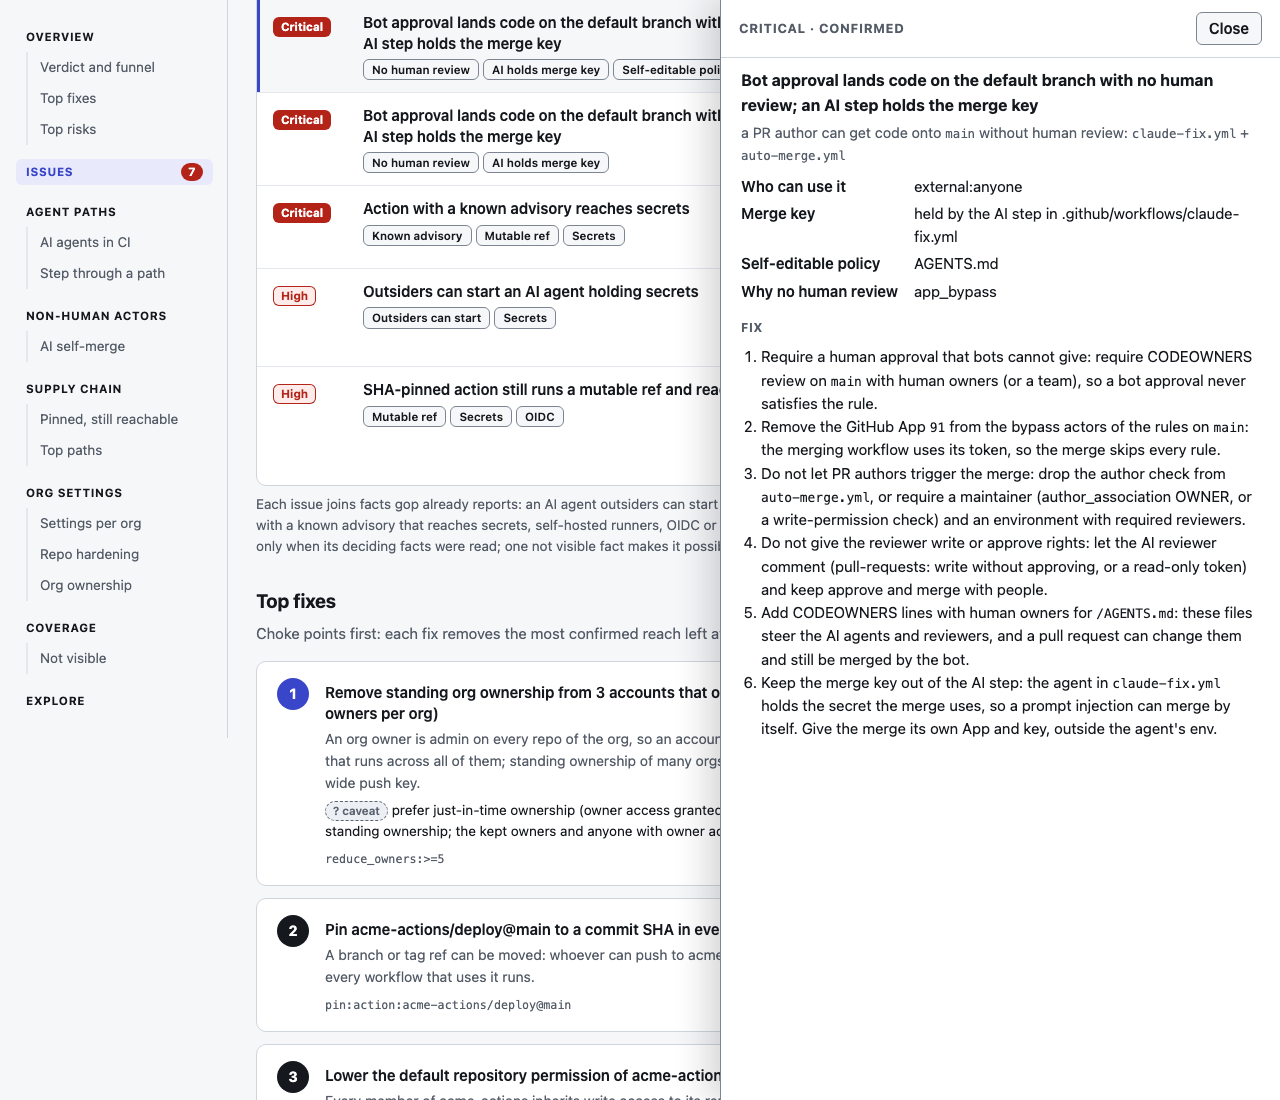 OVERVIEW
Verdict and funnel
Top fixes
Top risks
ISSUES 7
AGENT PATHS
AI agents in CI
Step through a path
NON-HUMAN ACTORS
AI self-merge
SUPPLY CHAIN
Pinned, still reachable
Top paths
ORG SETTINGS
Settings per org
Repo hardening
Org ownership
COVERAGE
Not visible
EXPLORE
Critical
Bot approval lands code on the default branch with
AI step holds the merge key
No human review
AI holds merge key
Self-editable poli
Critical
Bot approval lands code on the default branch with
AI step holds the merge key
No human review
AI holds merge key
Critical
Action with a known advisory reaches secrets
Known advisory
Mutable ref
Secrets
High
Outsiders can start an AI agent holding secrets
Outsiders can start
Secrets
High
SHA-pinned action still runs a mutable ref and rea
Mutable ref
Secrets
OIDC
Each issue joins facts gop already reports: an AI agent outsiders can start
with a known advisory that reaches secrets, self-hosted runners, OIDC or
only when its deciding facts were read; one not visible fact makes it possib
Top fixes
Choke points first: each fix removes the most confirmed reach left a
1
Remove standing org ownership from 3 accounts that o
owners per org)
An org owner is admin on every repo of the org, so an accoun
that runs across all of them; standing ownership of many orgs
wide push key.
? caveat prefer just-in-time ownership (owner access granted
standing ownership; the kept owners and anyone with owner ac
reduce_owners:>=5
2
Pin acme-actions/deploy@main to a commit SHA in eve
A branch or tag ref can be moved: whoever can push to acme
every workflow that uses it runs.
pin:action:acme-actions/deploy@main
3
Lower the default repository permission of acme-action
CRITICAL · CONFIRMED
Close
Bot approval lands code on the default branch with no human
review; an AI step holds the merge key
a PR author can get code onto main without human review: claude-fix.yml +
auto-merge.yml
Who can use it external:anyone
Merge key held by the AI step in .github/workflows/claude-
fix.yml
Self-editable policy AGENTS.md
Why no human review app_bypass
FIX
1. Require a human approval that bots cannot give: require CODEOWNERS
review on main with human owners (or a team), so a bot approval never
satisfies the rule.
2. Remove the GitHub App 91 from the bypass actors of the rules on main:
the merging workflow uses its token, so the merge skips every rule.
3. Do not let PR authors trigger the merge: drop the author check from
auto-merge.yml, or require a maintainer (author_association OWNER, or
a write-permission check) and an environment with required reviewers.
4. Do not give the reviewer write or approve rights: let the AI reviewer
comment (pull-requests: write without approving, or a read-only token)
and keep approve and merge with people.
5. Add CODEOWNERS lines with human owners for /AGENTS.md: these files
steer the AI agents and reviewers, and a pull request can change them
and still be merged by the bot.
6. Keep the merge key out of the AI step: the agent in claude-fix.yml
holds the secret the merge uses, so a prompt injection can merge by
itself. Give the merge its own App and key, outside the agent's env.